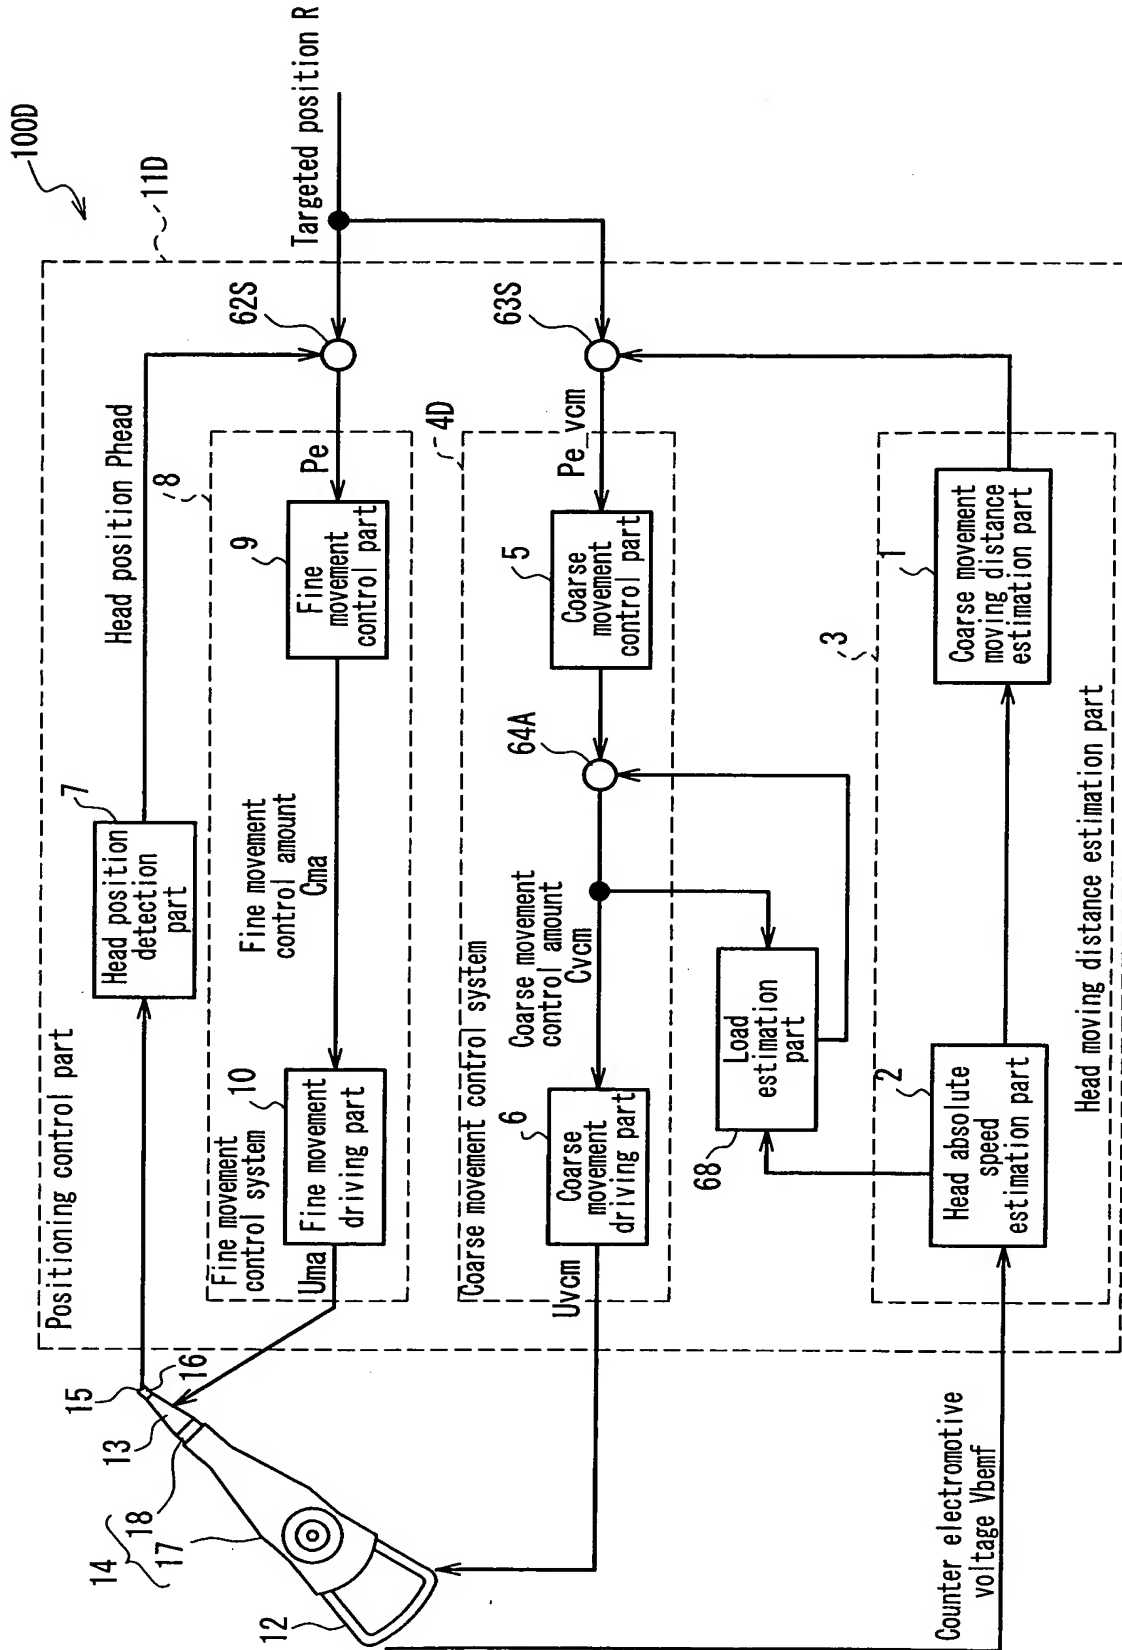 100D
11D
Targeted position R
Positioning control part
Head position Phead
7
Head position
detection
part
62S
63S
8
Pe
9
Fine
movement
control part
Fine movement
control amount
Cma
10
Fine movement
driving part
Fine movement
control system
Uma
4D
Pe_vcm
5
Coarse
movement
control part
64A
Coarse movement
control amount
Cvcm
Coarse movement control system
6
Coarse
movement
driving part
Uvcm
68
Load
estimation
part
3
1
Coarse movement
moving distance
estimation part
2
Head absolute
speed
estimation part
Head moving distance estimation part
15
16
13
18
17
14
12
Counter electromotive
voltage Vbemf